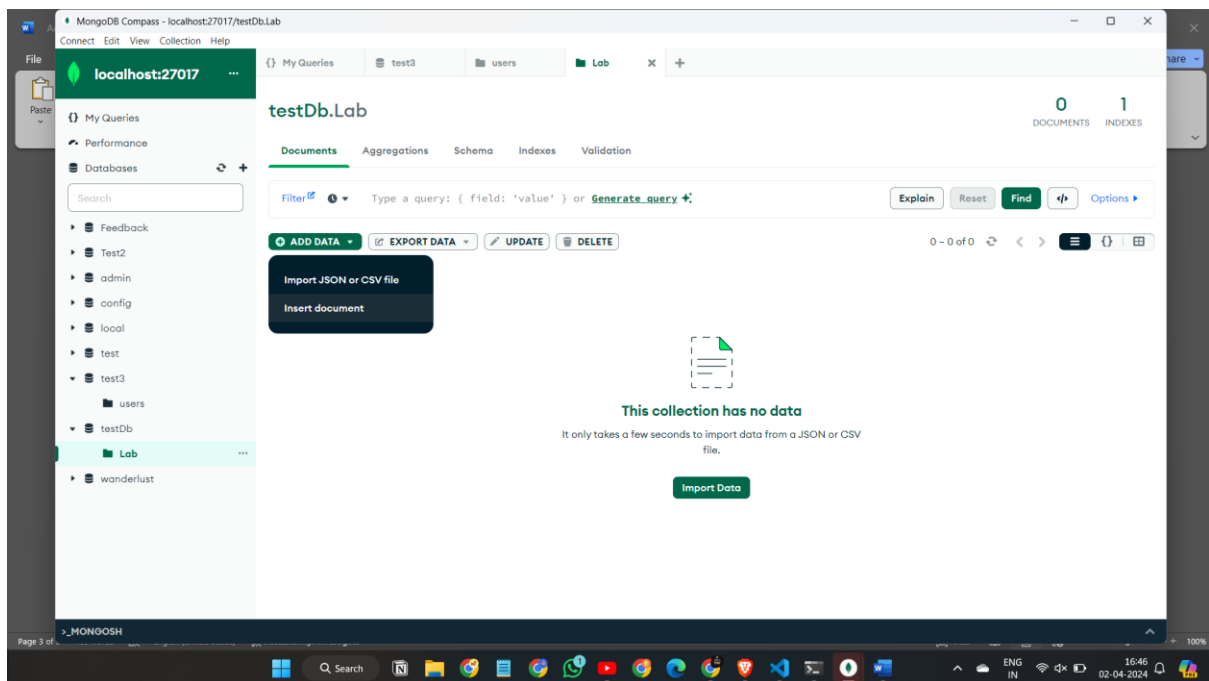 MongoDB Compass - localhost:27017/testDb.Lab
Connect Edit View Collection Help
File
Paste
localhost:27017 ...
{} My Queries
Performance
Databases
Search
Feedback
Test2
admin
config
local
test
test3
users
testDb
Lab ...
wanderlust
{} My Queries test3 users Lab
testDb.Lab
0 1
DOCUMENTS INDEXES
Documents Aggregations Schema Indexes Validation
Filter Type a query: { field: 'value' } or Generate query
Explain Reset Find </> Options
ADD DATA EXPORT DATA UPDATE DELETE
0 – 0 of 0 {}
Import JSON or CSV file
Insert document
This collection has no data
It only takes a few seconds to import data from a JSON or CSV
file.
Import Data
>_MONGOSH
Page 3 of
100%
Search
ENG
IN
16:46
02-04-2024